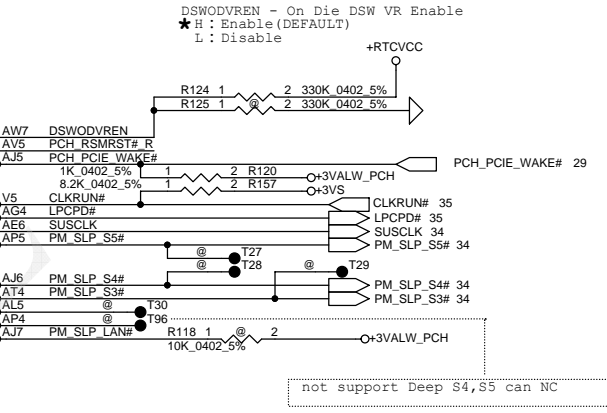 DSWODVREN - On Die DSW VR Enable
★ H : Enable(DEFAULT)
L : Disable
+RTCVCC
R124 1 2 330K_0402_5%
R125 1 @ 2 330K_0402_5%
AW7 DSWODVREN
AV5 PCH_RSMRST#_R
AJ5 PCH_PCIE_WAKE#
PCH_PCIE_WAKE# 29
1K_0402_5% 1 2 R120 +3VALW_PCH
8.2K_0402_5% 1 2 R157 +3VS
V5 CLKRUN# CLKRUN# 35
AG4 LPCPD# LPCPD# 35
AE6 SUSCLK SUSCLK 34
AP5 PM_SLP_S5# PM_SLP_S5# 34
@ T27
@ T28 @ T29
AJ6 PM_SLP_S4# PM_SLP_S4# 34
AT4 PM_SLP_S3# PM_SLP_S3# 34
AL5 @ T30
AP4 @ T96
AJ7 PM_SLP_LAN# R118 1 @ 2 +3VALW_PCH
10K_0402_5%
not support Deep S4,S5 can NC